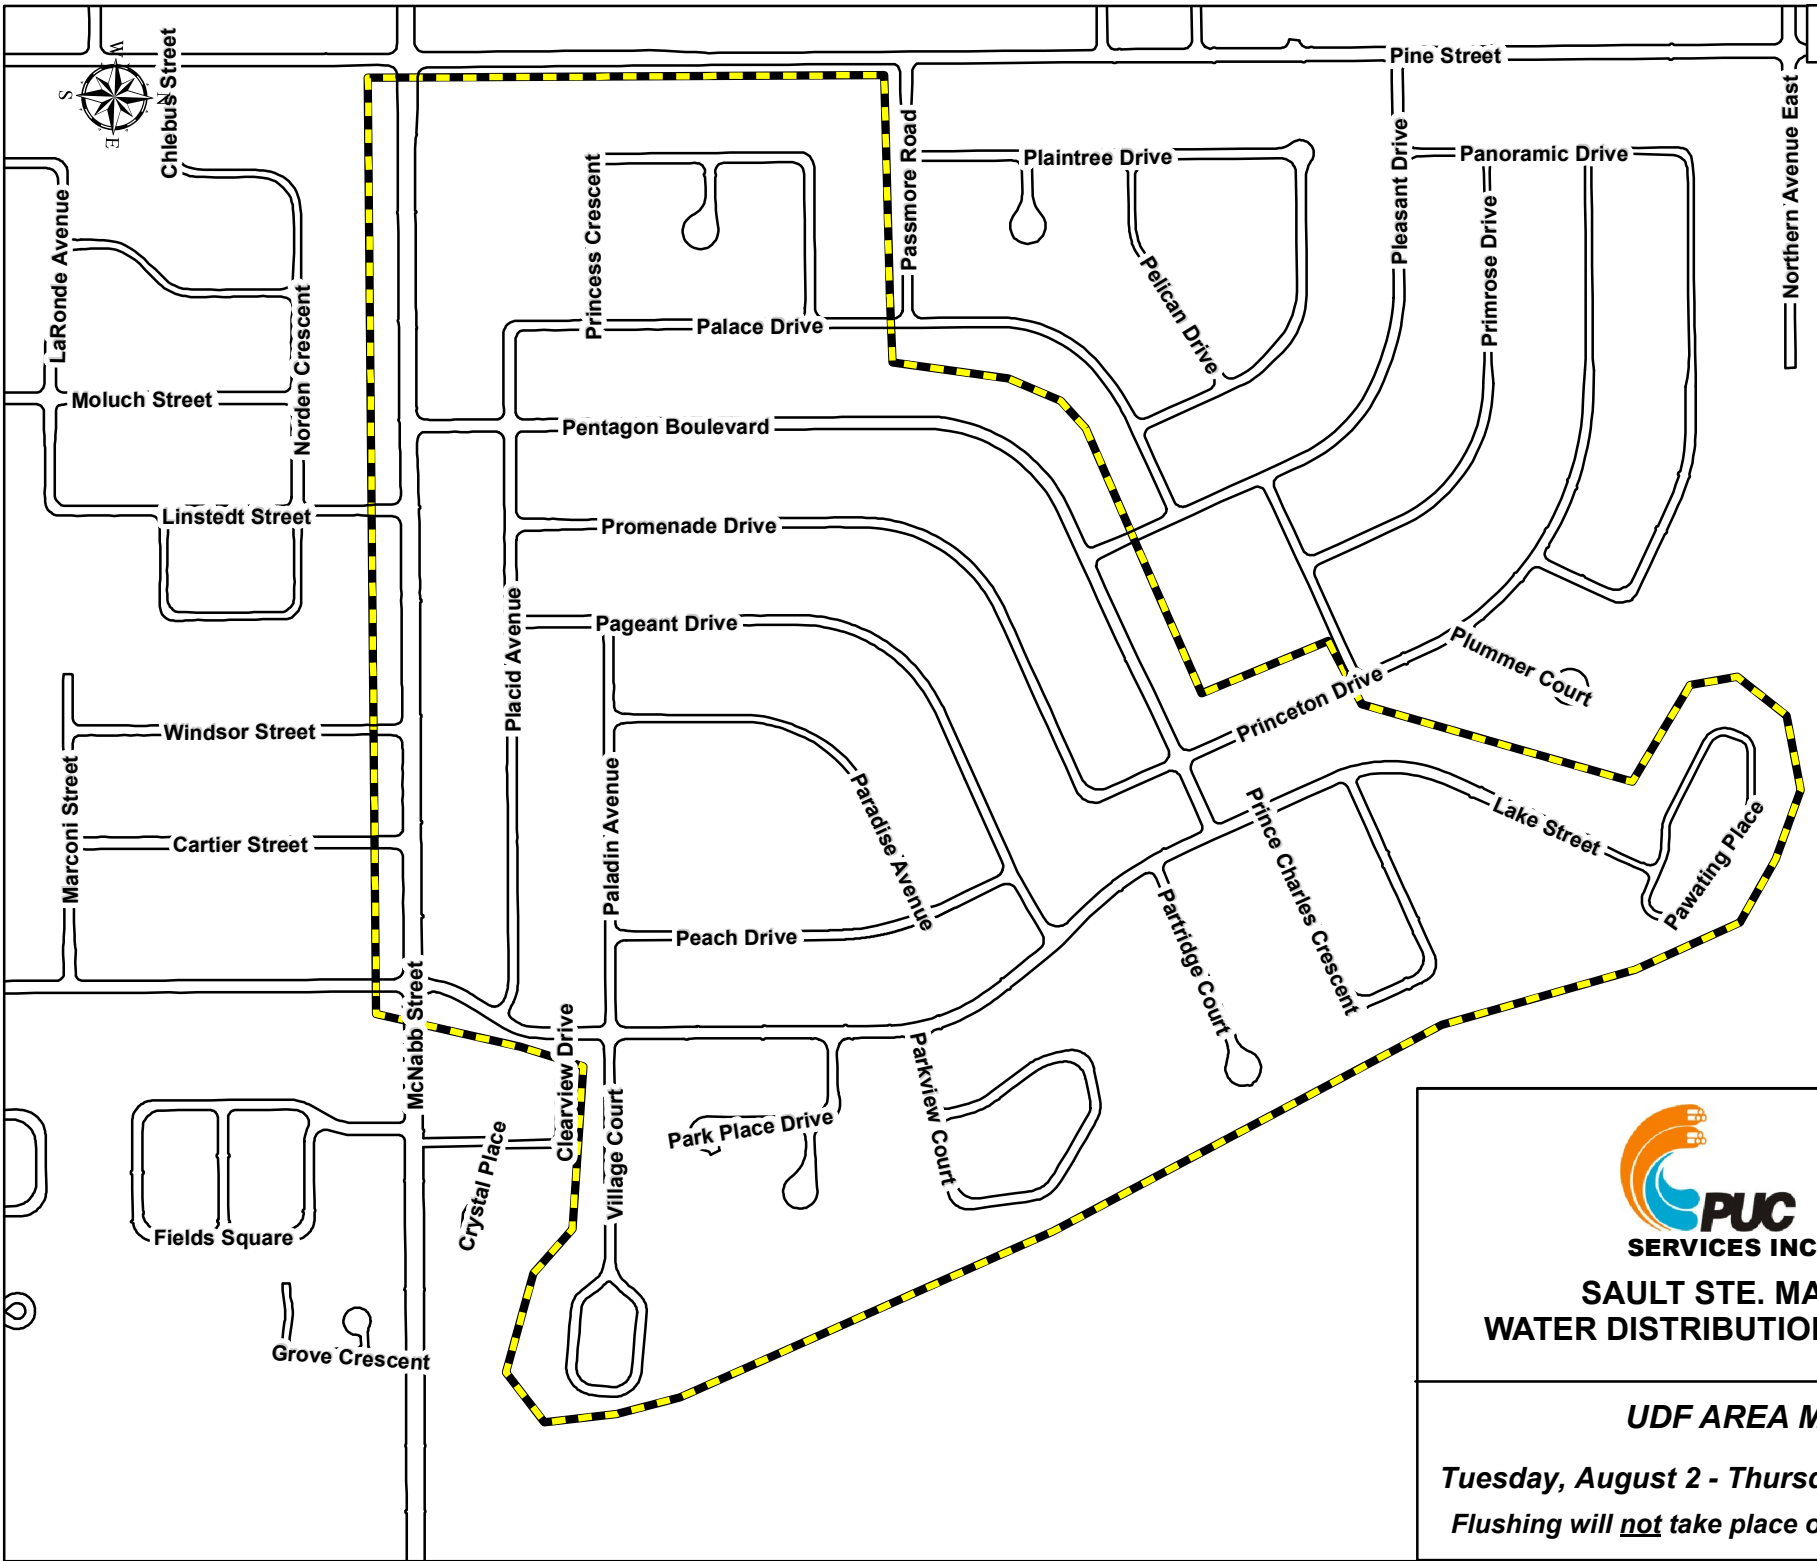 Pine Street
W
N
S
E
Chlebus Street
LaRonde Avenue
Norden Crescent
Moluch Street
Linstedt Street
Windsor Street
Marconi Street
Cartier Street
McNabb Street
Fields Square
Grove Crescent
Crystal Place
Clearview Drive
Village Court
Park Place Drive
Parkview Court
Partridge Court
Prince Charles Crescent
Lake Street
Pawating Place
Plummer Court
Princeton Drive
Princess Crescent
Palace Drive
Pentagon Boulevard
Promenade Drive
Pageant Drive
Placid Avenue
Paladin Avenue
Paradise Avenue
Peach Drive
Passmore Road
Plaintree Drive
Pelican Drive
Pleasant Drive
Panoramic Drive
Primrose Drive
Northern Avenue East
PUC
SERVICES INC
SAULT STE. MA
WATER DISTRIBUTION
UDF AREA M
Tuesday, August 2 - Thursd
Flushing will not take place o